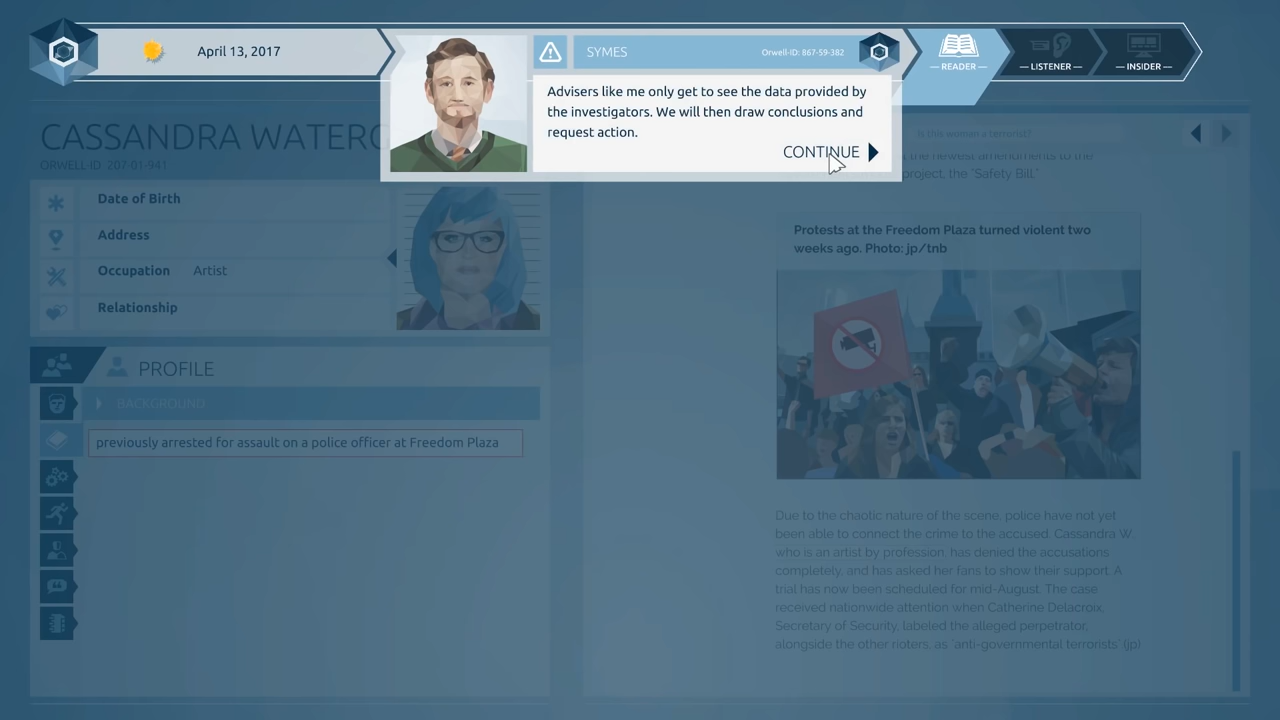 April 13, 2017
SYMES
Orwell-ID: 867-59-382
Advisers like me only get to see the data provided by
the investigators. We will then draw conclusions and
request action.
CONTINUE
— READER —
— LISTENER —
— INSIDER —
CASSANDRA
ORWELL-ID 207-01-941
Date of Birth
Address
Occupation Artist
Relationship
PROFILE
BACKGROUND
previously arrested for assault on a police officer at Freedom Plaza
Is this woman a terrorist?
the newest amendments to the
project, the "Safety Bill."
Protests at the Freedom Plaza turned violent two
weeks ago. Photo: jp/tnb
Due to the chaotic nature of the scene, police have not yet
been able to connect the crime to the accused. Cassandra W.,
who is an artist by profession, has denied the accusations
completely, and has asked her fans to show their support. A
trial has now been scheduled for mid-August. The case
received nationwide attention when Catherine Delacroix,
Secretary of Security, labeled the alleged perpetrator,
alongside the other rioters, as 'anti-governmental terrorists' (jp)